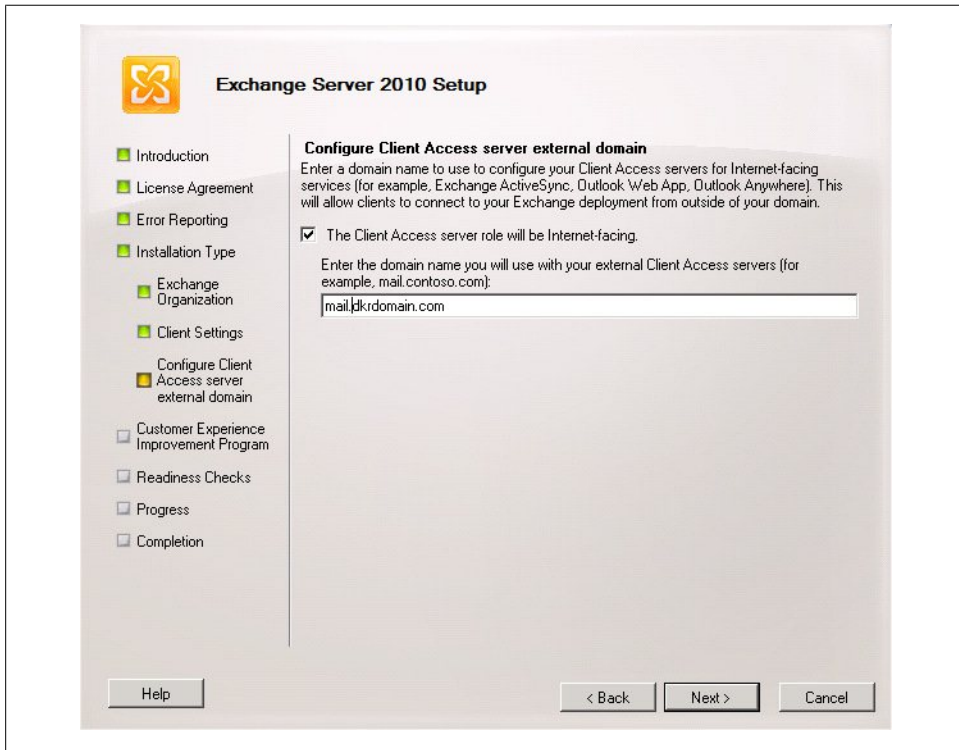 Exchange Server 2010 Setup
Introduction
License Agreement
Error Reporting
Installation Type
Exchange
Organization
Client Settings
Configure Client
Access server
external domain
Customer Experience
Improvement Program
Readiness Checks
Progress
Completion
Configure Client Access server external domain
Enter a domain name to use to configure your Client Access servers for Internet-facing
services (for example, Exchange ActiveSync, Outlook Web App, Outlook Anywhere). This
will allow clients to connect to your Exchange deployment from outside of your domain.
The Client Access server role will be Internet-facing.
Enter the domain name you will use with your external Client Access servers (for
example, mail.contoso.com):
mail.dkrdomain.com
Help
< Back
Next >
Cancel